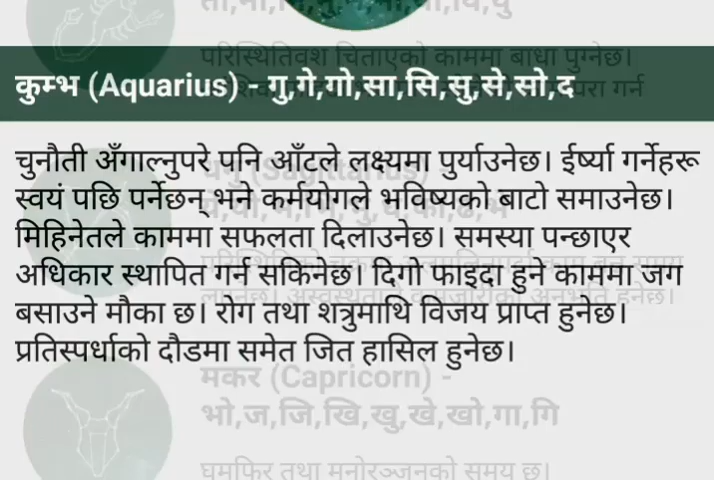 परिस्थितिवश चिताएको काममा बाधा पुग्नेछ।
कुम्भ (Aquarius) - गु,गे,गो,सा,सि,सु,से,सो,द
चुनौती अँगाल्नुपरे पनि आँटले लक्ष्यमा पुर्याउनेछ। ईर्ष्या गर्नेहरू
स्वयं पछि पर्नेछन् भने कर्मयोगले भविष्यको बाटो समाउनेछ।
मिहिनेतले काममा सफलता दिलाउनेछ। समस्या पन्छाएर
अधिकार स्थापित गर्न सकिनेछ। दिगो फाइदा हुने काममा जग
बसाउने मौका छ। रोग तथा शत्रुमाथि विजय प्राप्त हुनेछ।
प्रतिस्पर्धाको दौडमा समेत जित हासिल हुनेछ।
मकर (Capricorn) -
भो,ज,जि,खि,खु,खे,खो,गा,गि
घुमफिर तथा मनोरञ्जनको समय छ।